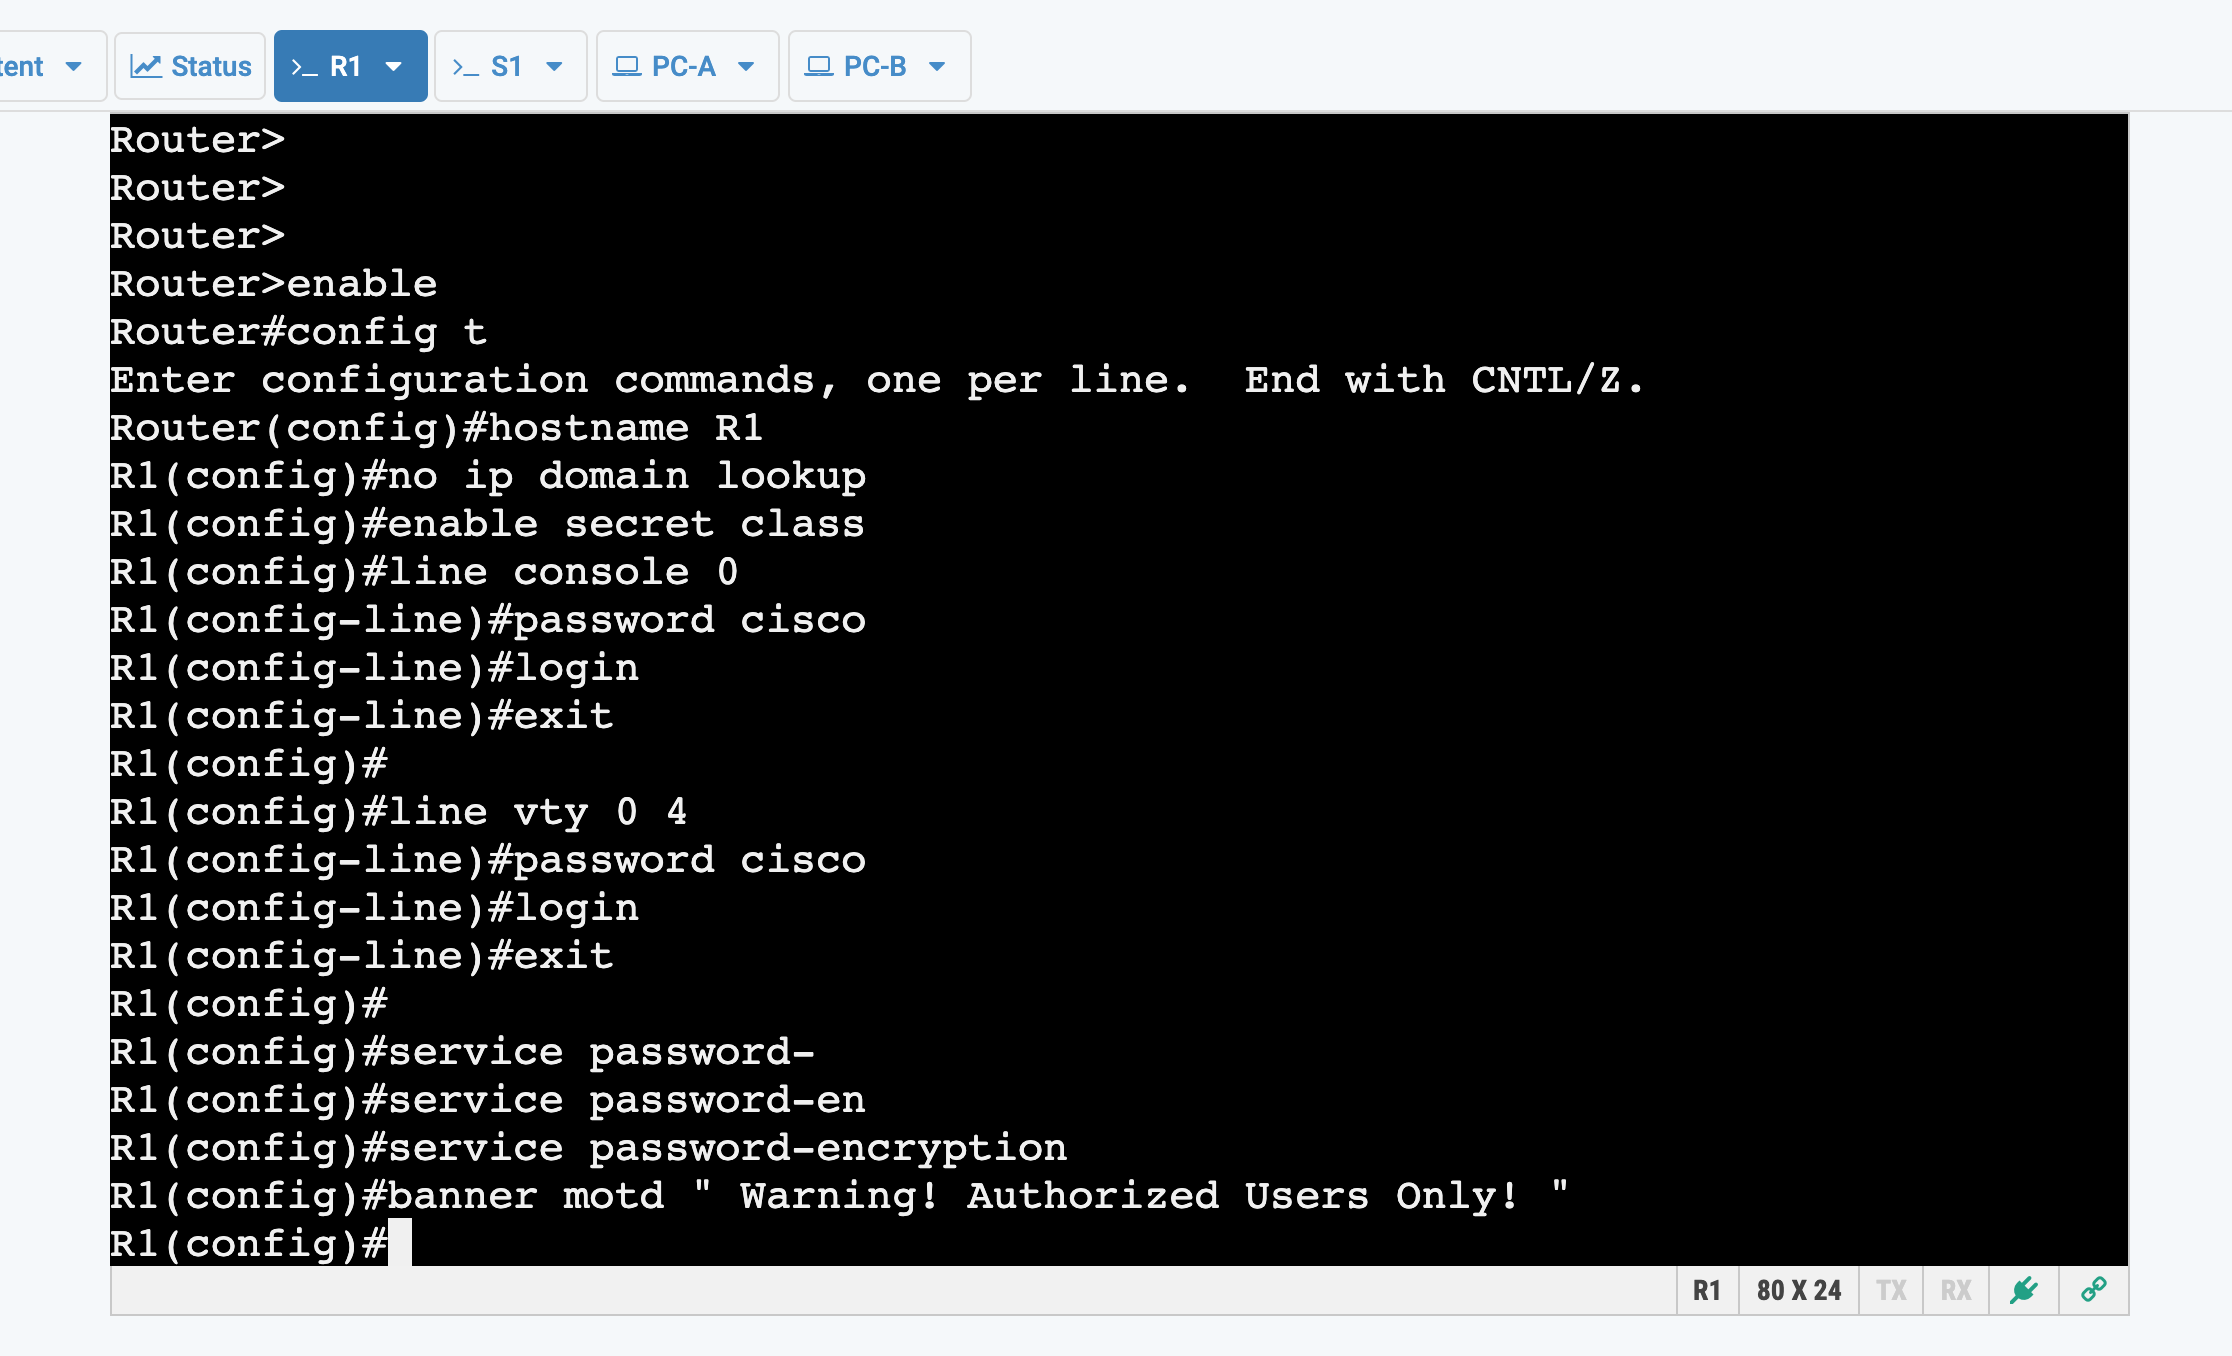 tent
Status
>_ R1
>_ S1
PC-A
PC-B
Router>
Router>
Router>
Router>enable
Router#config t
Enter configuration commands, one per line.  End with CNTL/Z.
Router(config)#hostname R1
R1(config)#no ip domain lookup
R1(config)#enable secret class
R1(config)#line console 0
R1(config-line)#password cisco
R1(config-line)#login
R1(config-line)#exit
R1(config)#
R1(config)#line vty 0 4
R1(config-line)#password cisco
R1(config-line)#login
R1(config-line)#exit
R1(config)#
R1(config)#service password-
R1(config)#service password-en
R1(config)#service password-encryption
R1(config)#banner motd " Warning! Authorized Users Only! "
R1(config)#
R1
80 X 24
TX
RX